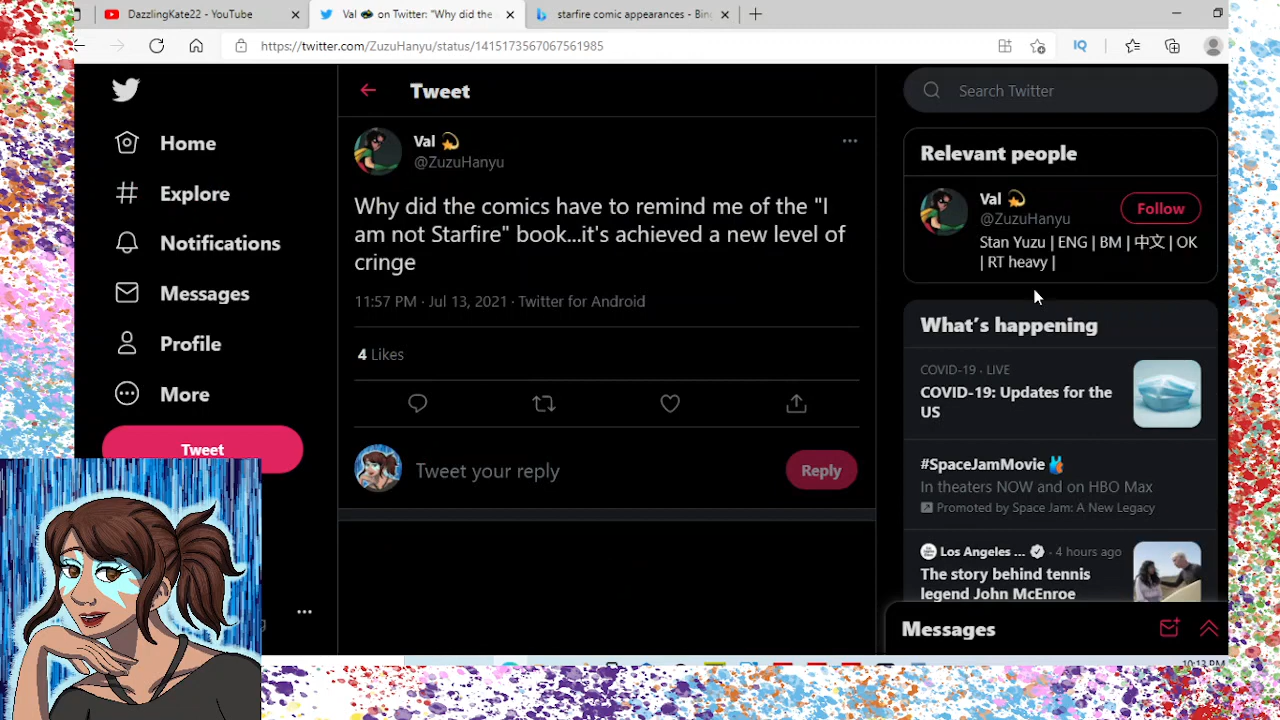 DazzlingKate22 - YouTube
Val on Twitter: "Why did the
starfire comic appearances - Bing
https://twitter.com/ZuzuHanyu/status/1415173567067561985
IQ
Home
Explore
Notifications
Messages
Profile
More
Tweet
Tweet
Val
@ZuzuHanyu
Why did the comics have to remind me of the "I
am not Starfire" book...it's achieved a new level of
cringe
11:57 PM · Jul 13, 2021 · Twitter for Android
4 Likes
Tweet your reply
Reply
Search Twitter
Relevant people
Val
@ZuzuHanyu
Follow
Stan Yuzu | ENG | BM | 中文 | OK
| RT heavy |
What's happening
COVID-19 · LIVE
COVID-19: Updates for the
US
#SpaceJamMovie
In theaters NOW and on HBO Max
Promoted by Space Jam: A New Legacy
Los Angeles ... · 4 hours ago
The story behind tennis
legend John McEnroe
Messages
10:13 PM